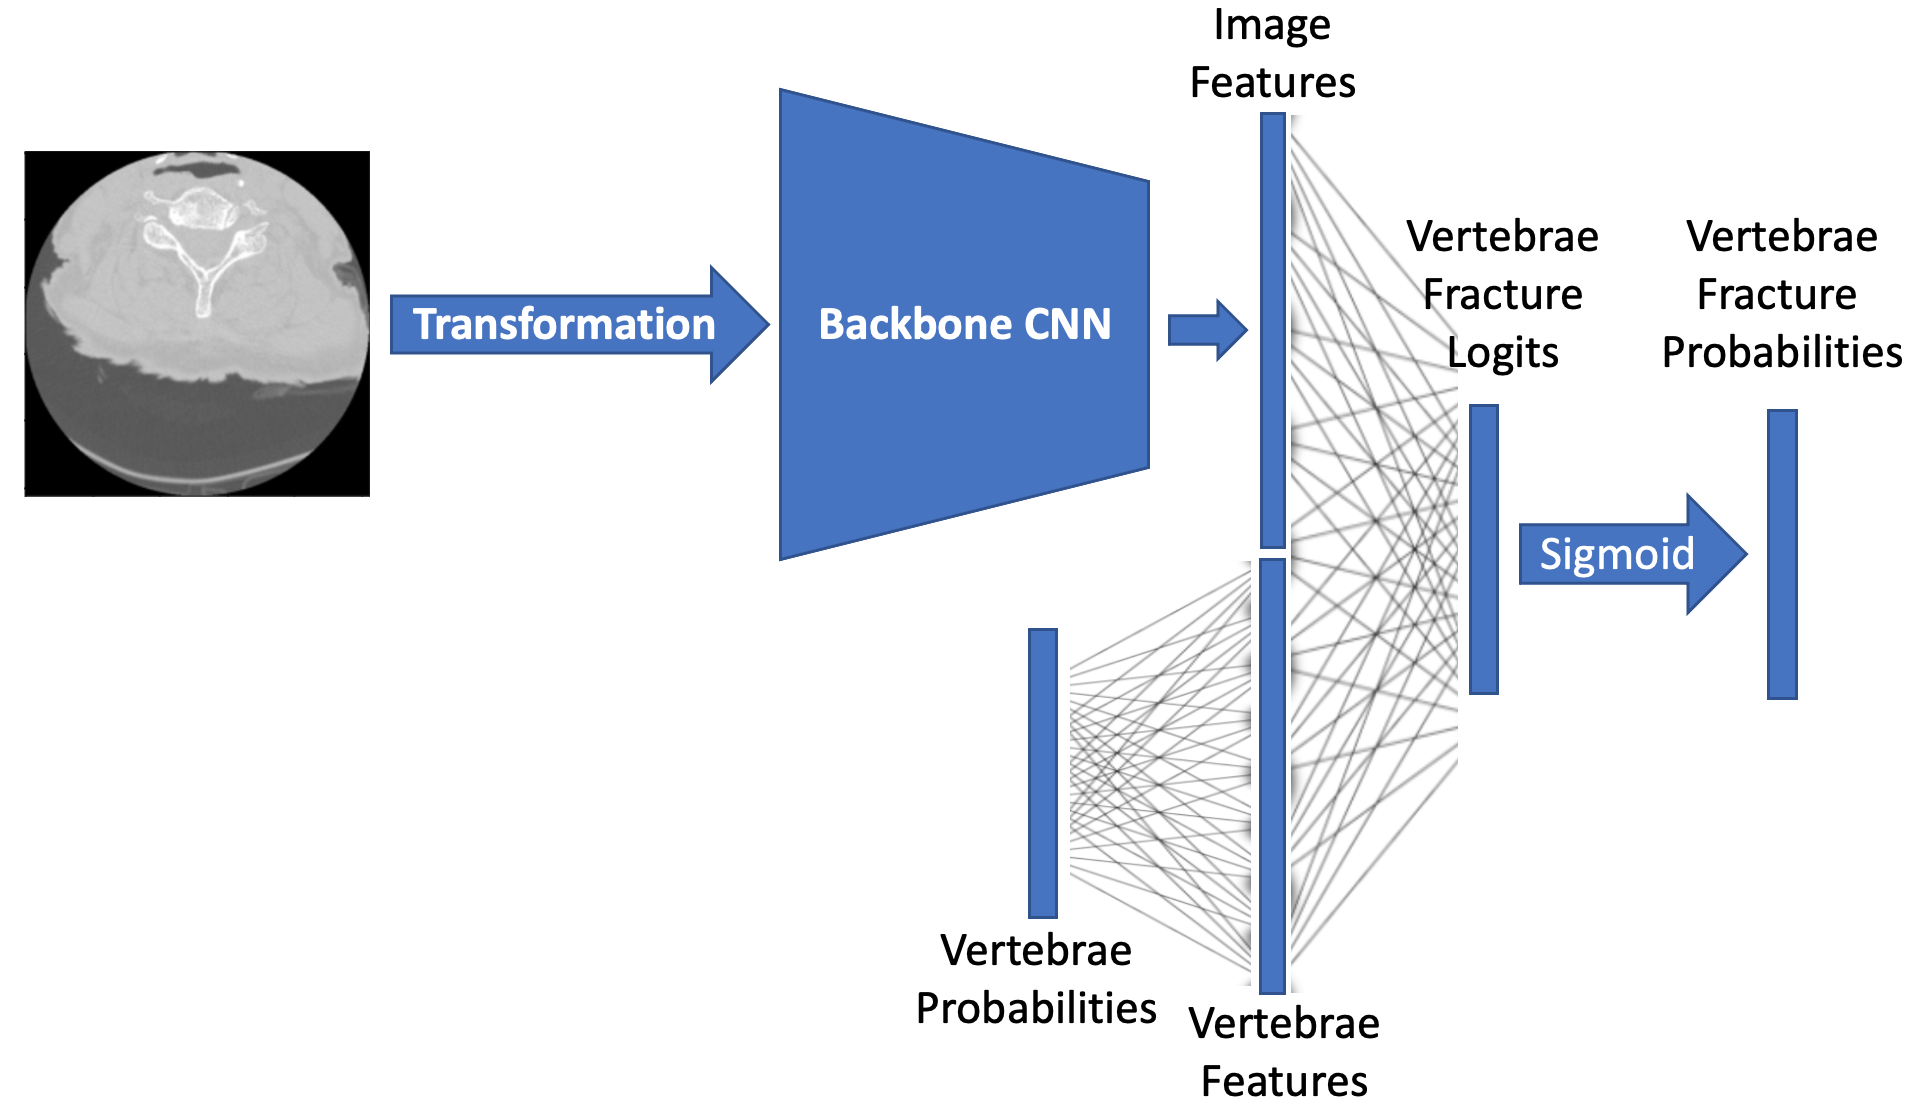 Image
Features
Transformation
Backbone CNN
Vertebrae
Fracture
Logits
Vertebrae
Fracture
Probabilities
Sigmoid
Vertebrae
Probabilities
Vertebrae
Features